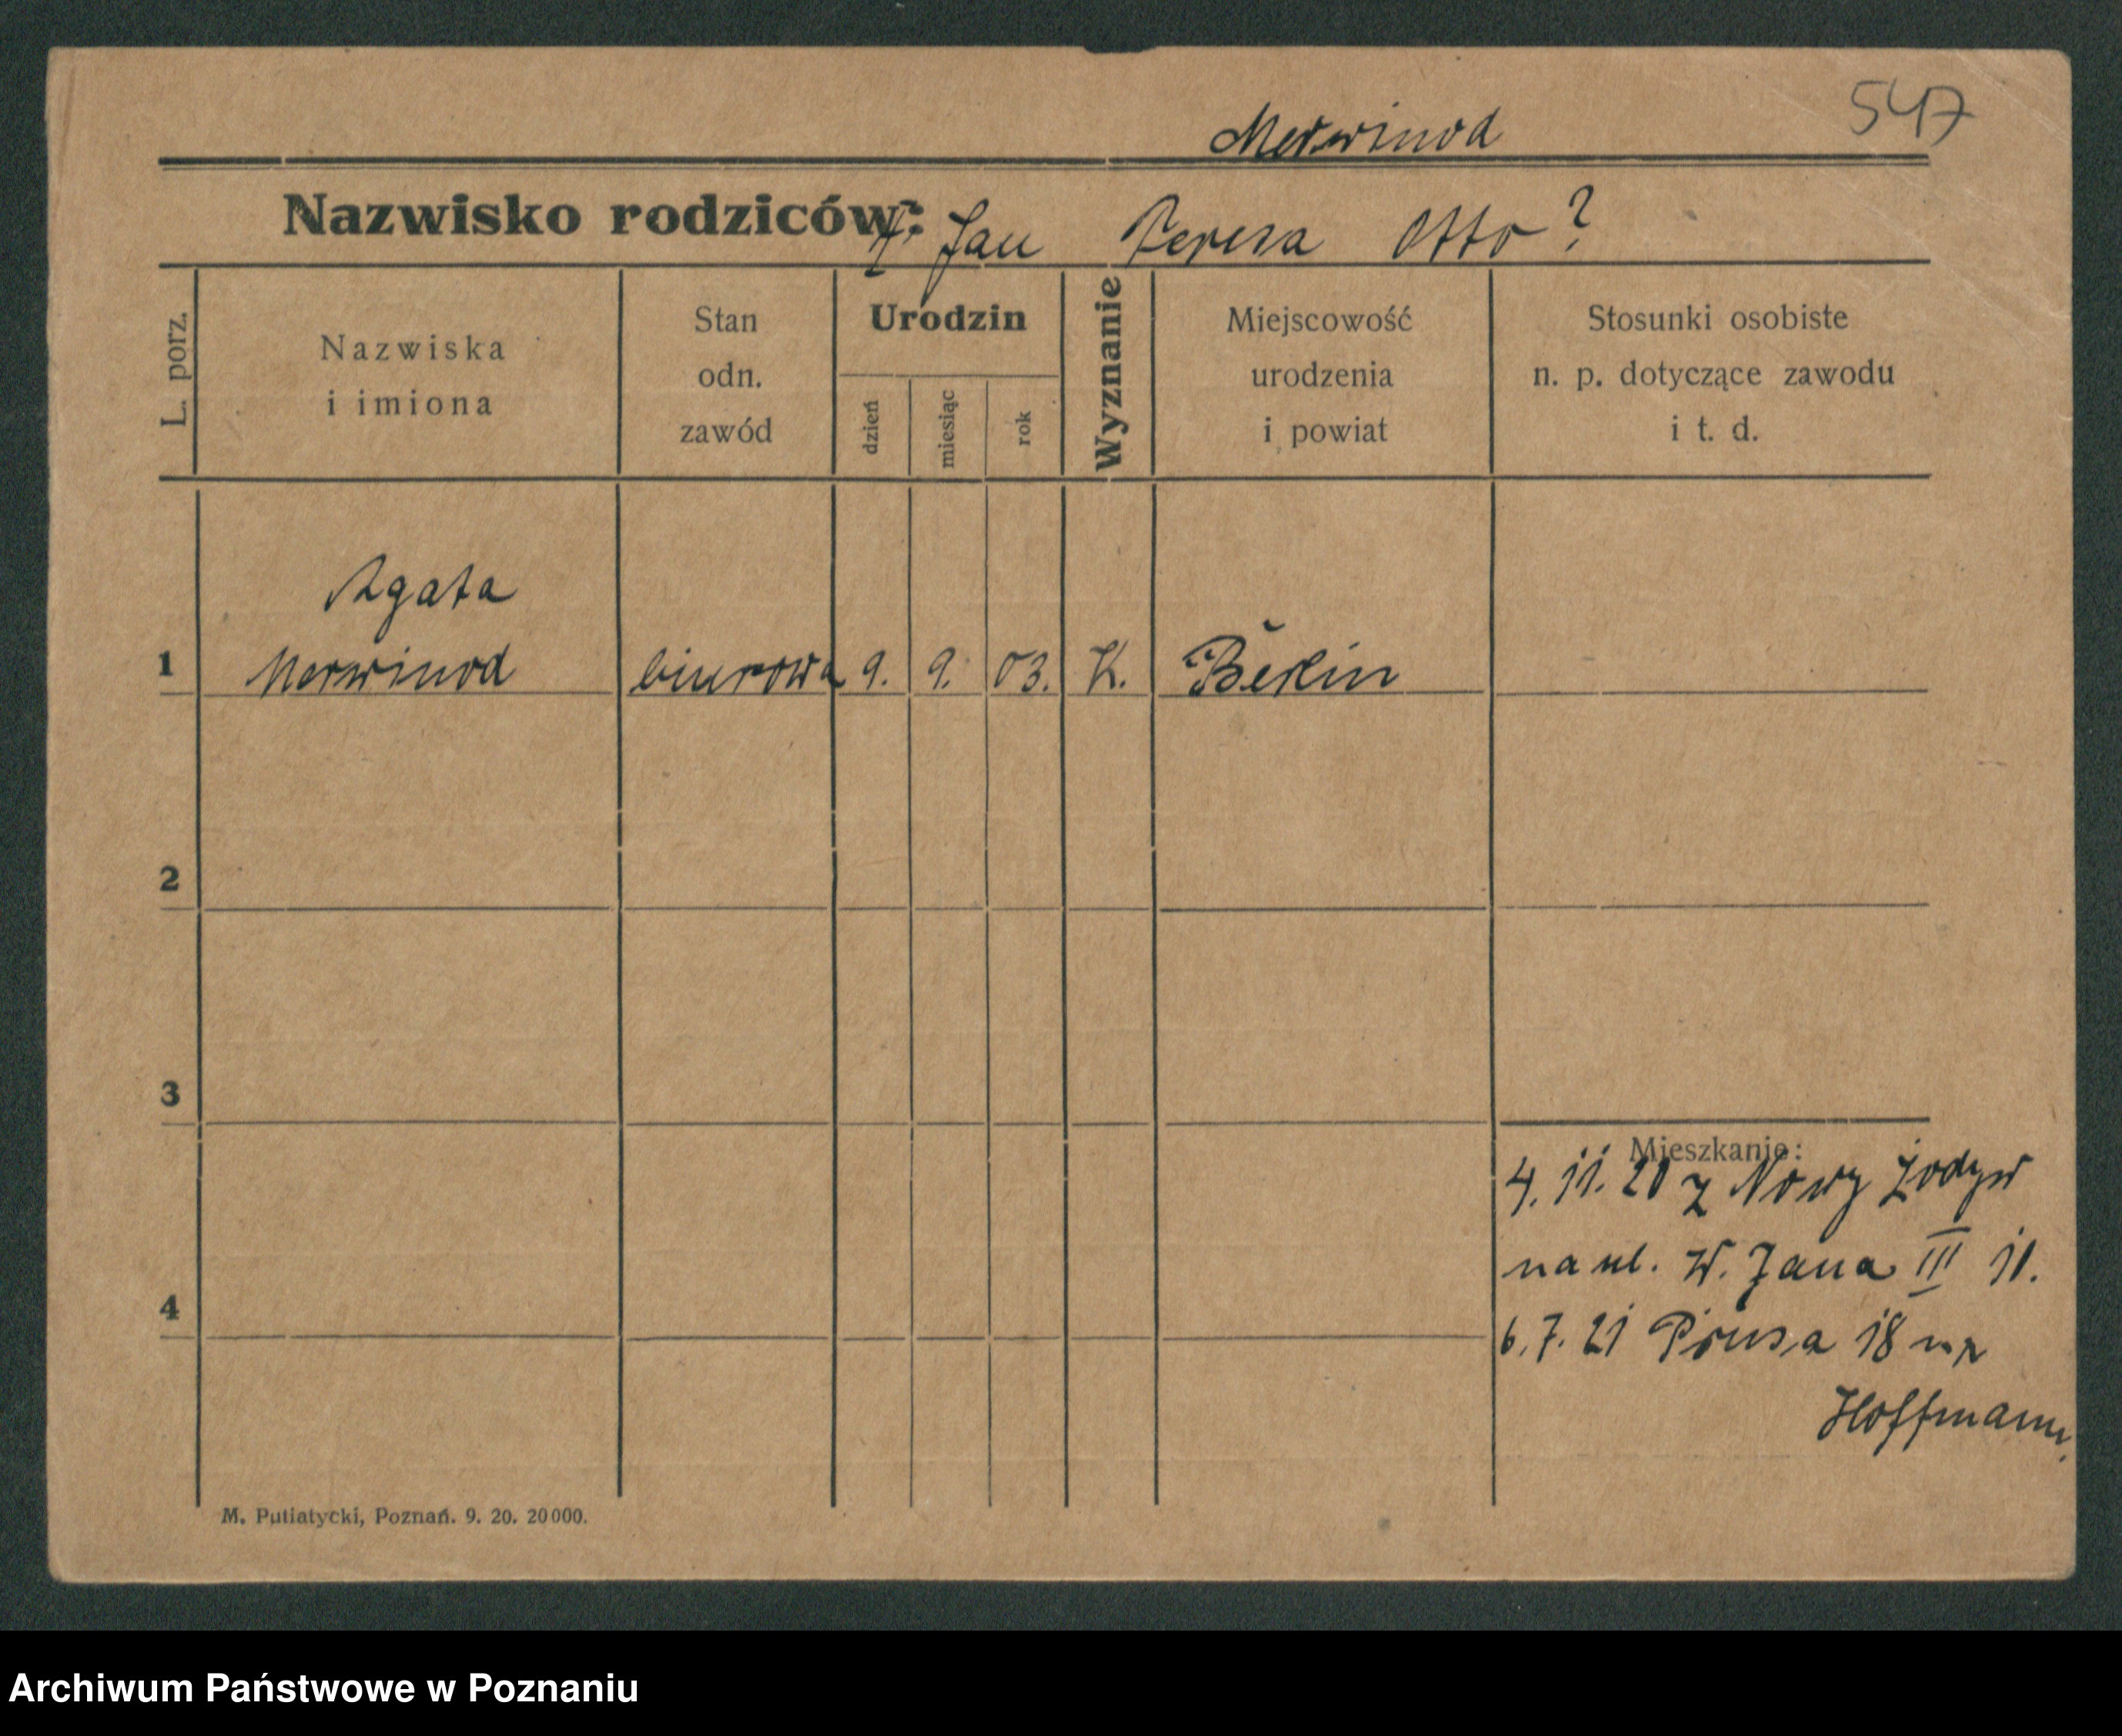 547
Merwinod
Nazwisko rodziców: † Jan Teresa Otto?
L. porz.
Nazwiska i imiona
Stan odn. zawód
Urodzin
dzień
miesiąc
rok
Wyznanie
Miejscowość urodzenia i powiat
Stosunki osobiste n. p. dotyczące zawodu i t. d.
Agata
1 Merwinod biurowa 9. 9. 03. K. Berlin
2
3
4
Mieszkanie:
4. 11. 20 z Nowy
na ul. W. Jana III 11.
6. 7. 21 Prusa 18
Hoffmann.
M. Putiatycki, Poznań. 9. 20. 20000.
Archiwum Państwowe w Poznaniu